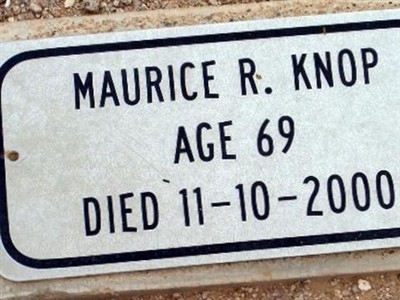 MAURICE R. KNOP
AGE 69
DIED 11-10-2000